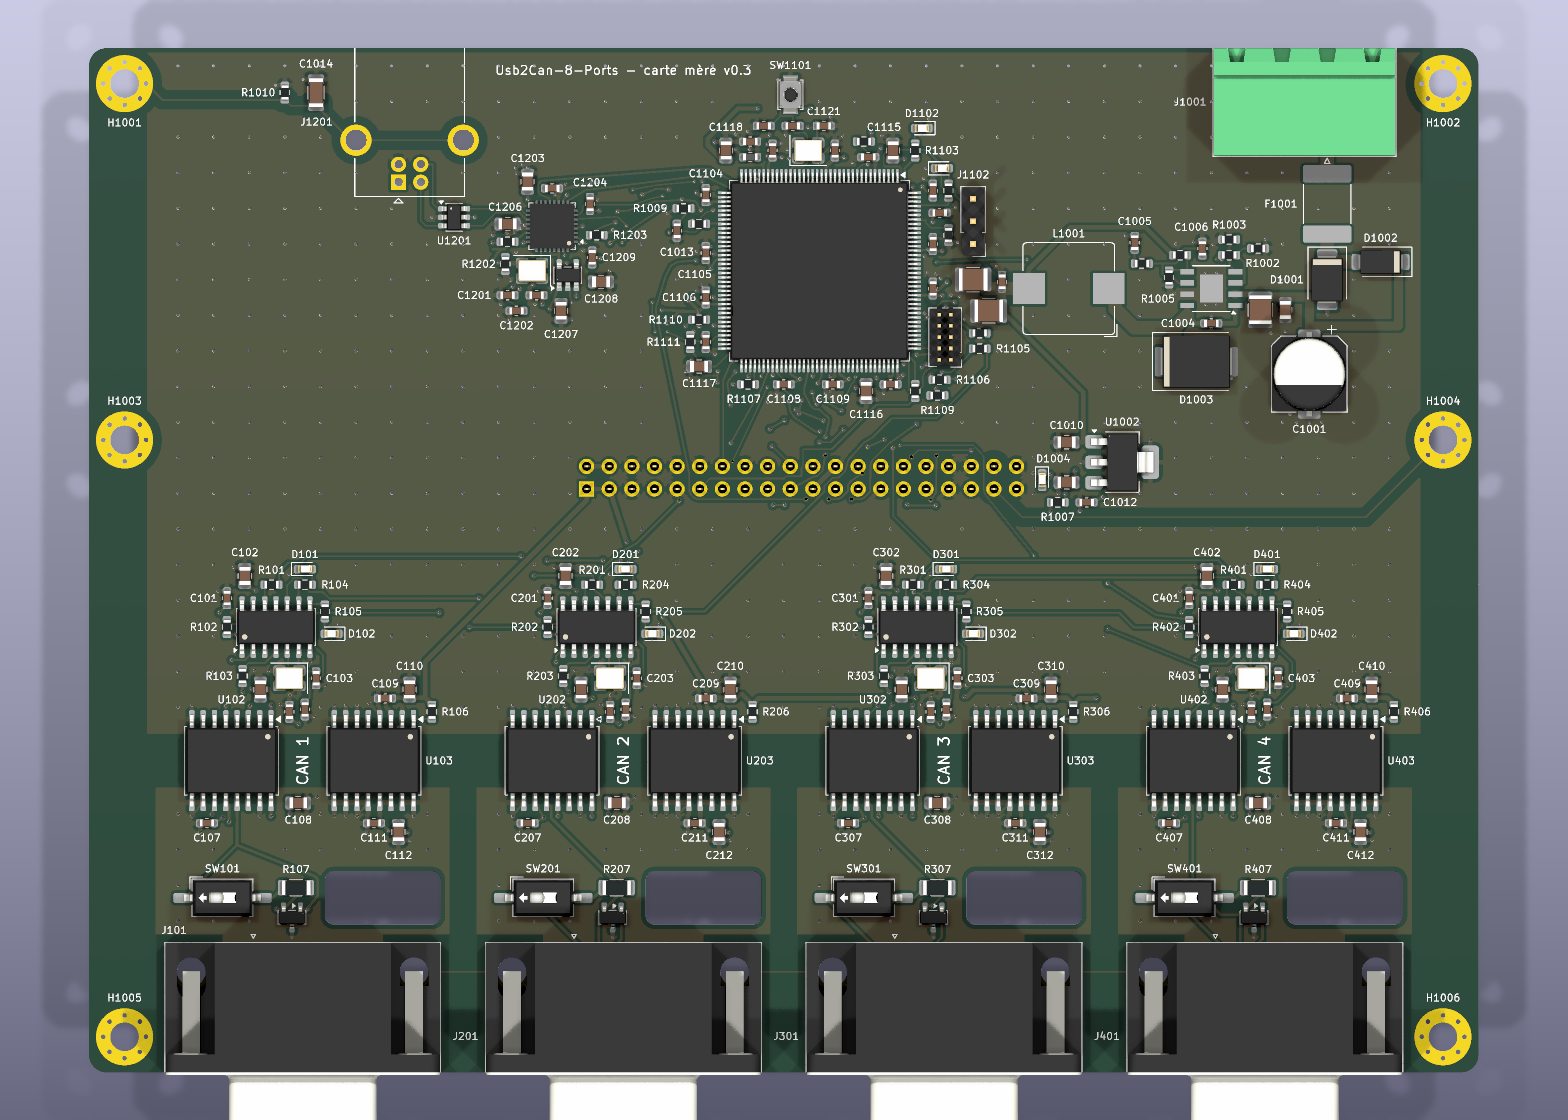 C1014
Usb2Can-8-Ports - carte mère v0.3
SW1101
R1010
J1201
H1001
C1121
D1102
J1001
H1002
C1118
C1115
R1103
C1203
C1204
C1104
J1102
C1206
R1009
F1001
U1201
R1203
C1013
L1001
C1005
C1006
R1003
D1002
R1202
C1209
C1105
R1002
D1001
C1201
C1208
C1106
R1005
C1202
C1207
R1110
C1004
R1111
R1105
C1117
R1106
R1107
C1108
C1109
C1116
R1109
D1003
C1001
H1003
H1004
C1010
U1002
D1004
R1007
C1012
C102
D101
C202
D201
C302
D301
C402
D401
R101
R104
R201
R204
R301
R304
R401
R404
C101
R105
C201
R205
C301
R305
C401
R405
R102
D102
R202
D202
R302
D302
R402
D402
R103
C103
C110
R203
C203
C210
R303
C303
C310
R403
C403
C410
U102
C109
U202
C209
U302
C309
U402
C409
R106
R206
R306
R406
CAN 1
U103
CAN 2
U203
CAN 3
U303
CAN 4
U403
C108
C208
C308
C408
C107
C111
C207
C211
C307
C311
C407
C411
C112
C212
C312
C412
SW101
R107
SW201
R207
SW301
R307
SW401
R407
J101
H1005
H1006
J201
J301
J401